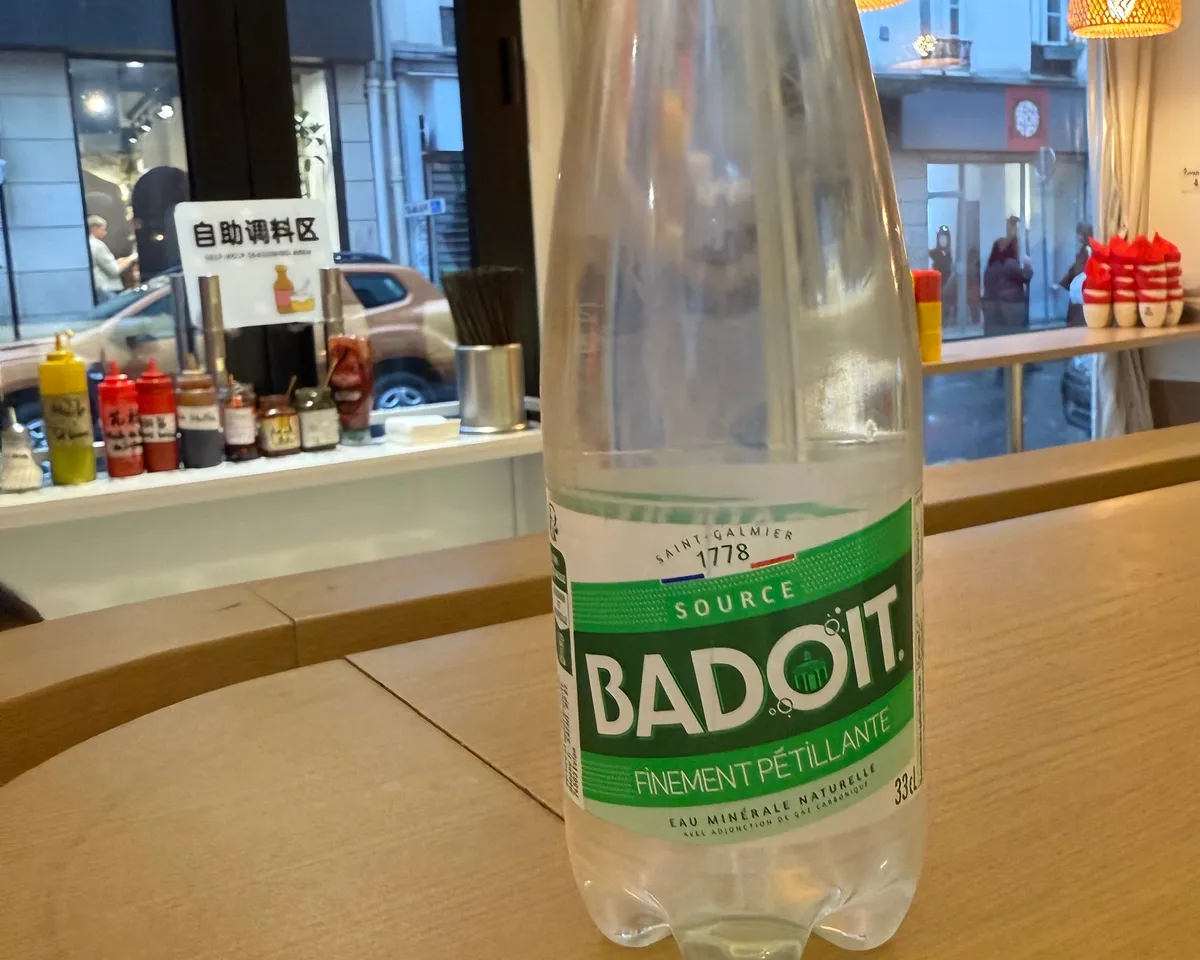 自助调料区
SELF-HELP SEASONING AREA
SAINT-GALMIER
1778
SOURCE
BADOIT.
FINEMENT PÉTILLANTE
EAU MINÉRALE NATURELLE
AVEC ADJONCTION DE GAZ CARBONIQUE
33cL